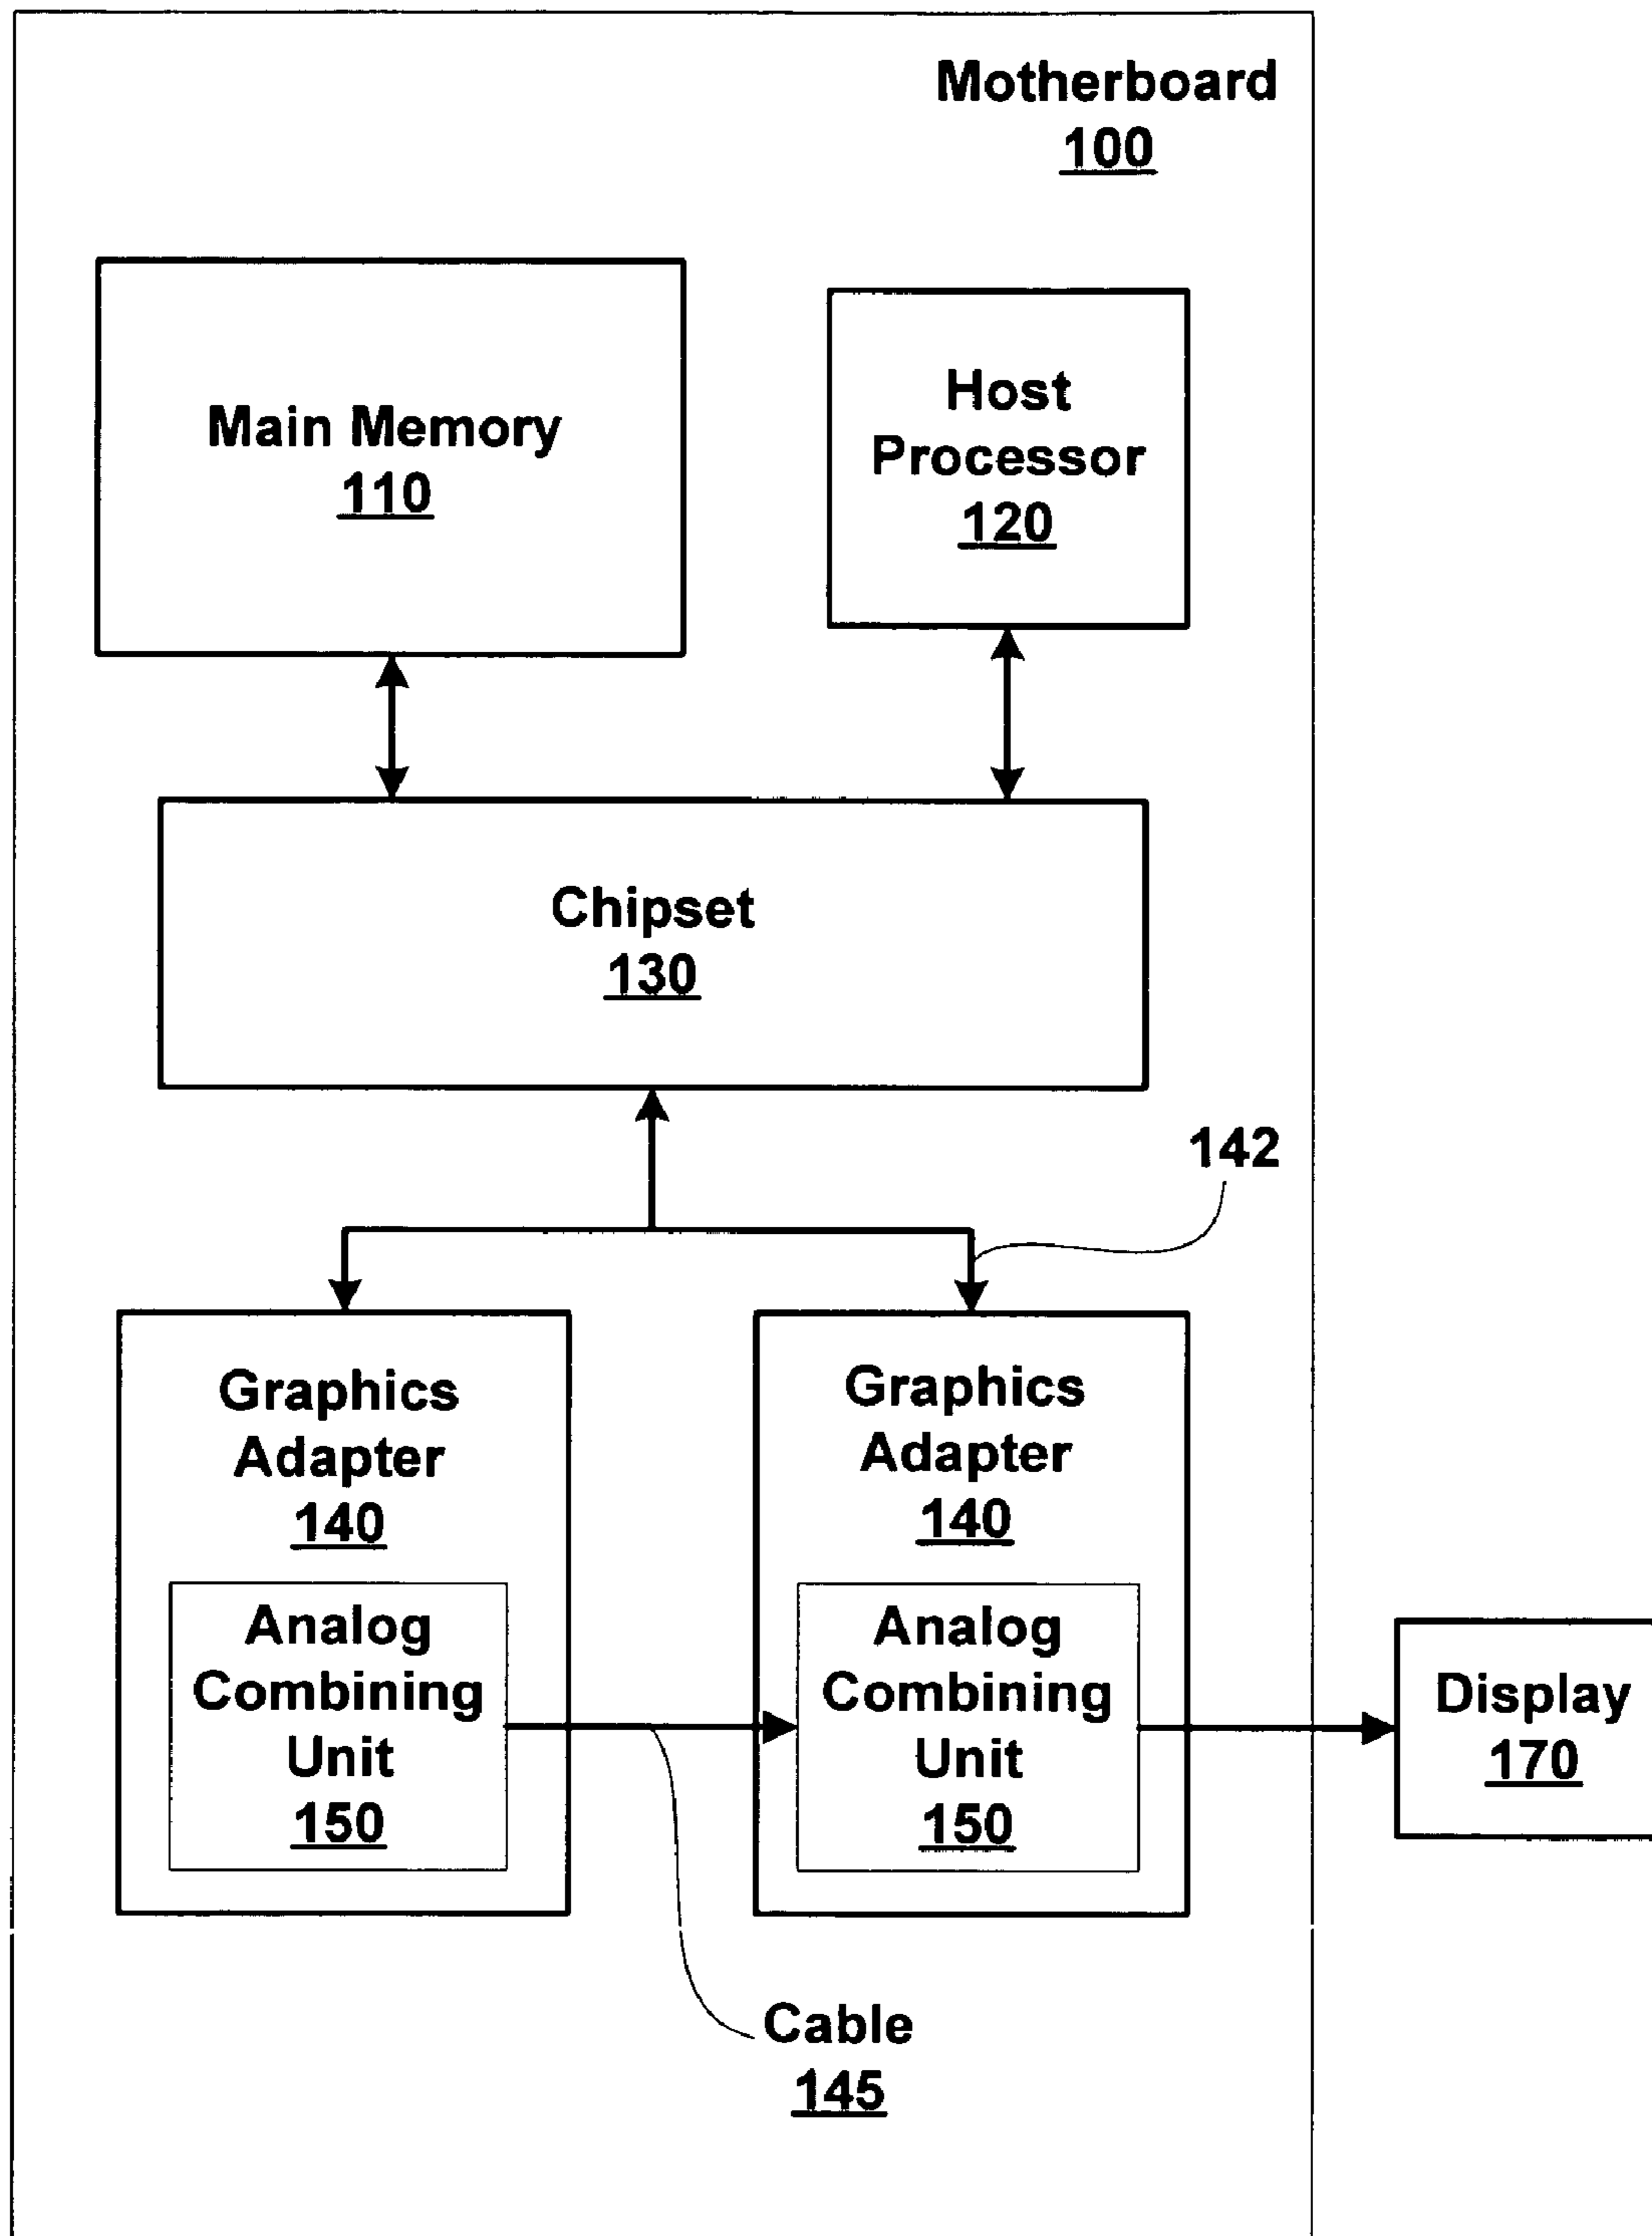 Motherboard
100
Main Memory
110
Host
Processor
120
Chipset
130
142
Graphics
Adapter
140
Analog
Combining
Unit
150
Graphics
Adapter
140
Analog
Combining
Unit
150
Display
170
Cable
145